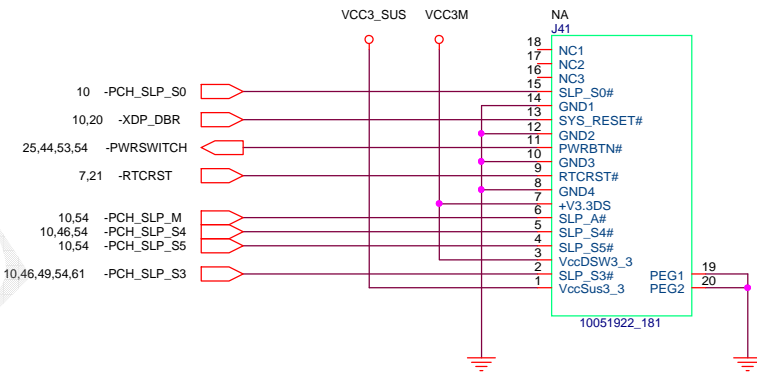 VCC3_SUS VCC3M NA
J41
18 NC1
17 NC2
16 NC3
10 -PCH_SLP_S0 15 SLP_S0#
14 GND1
10,20 -XDP_DBR 13 SYS_RESET#
12 GND2
25,44,53,54 -PWRSWITCH 11 PWRBTN#
10 GND3
7,21 -RTCRST 9 RTCRST#
8 GND4
7 +V3.3DS
10,54 -PCH_SLP_M 6 SLP_A#
10,46,54 -PCH_SLP_S4 5 SLP_S4#
10,54 -PCH_SLP_S5 4 SLP_S5#
3 VccDSW3_3
10,46,49,54,61 -PCH_SLP_S3 2 SLP_S3# PEG1 19
1 VccSus3_3 PEG2 20
10051922_181